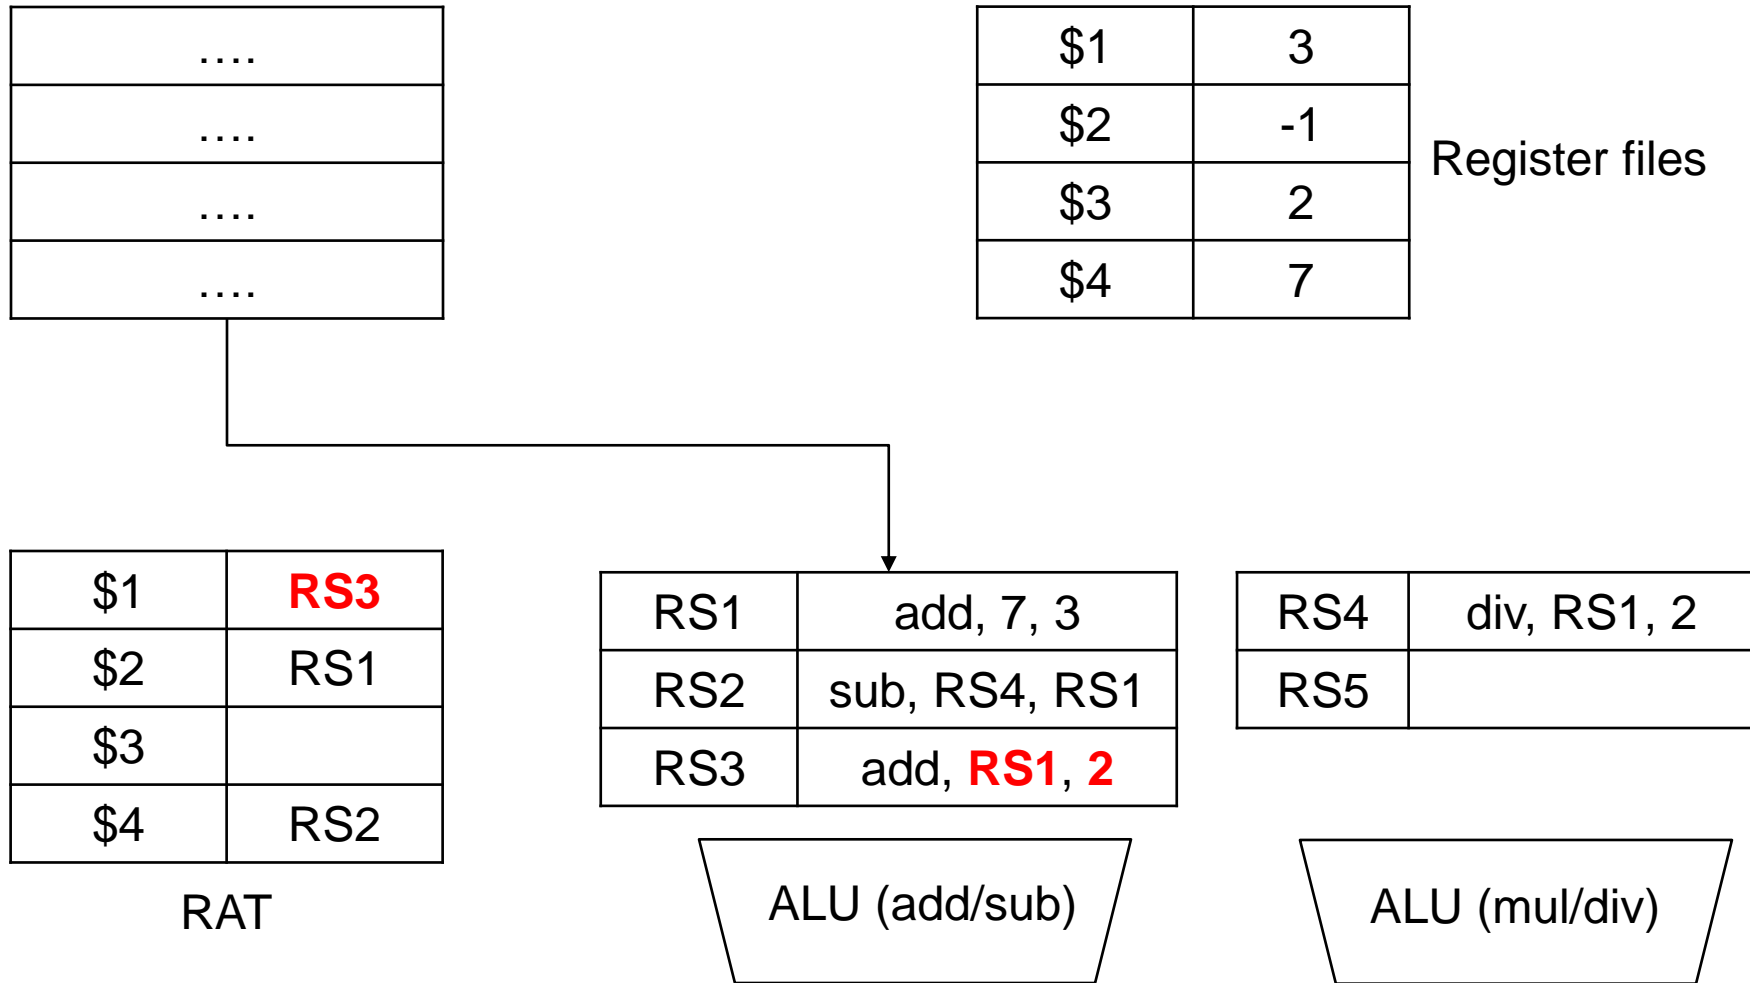 ....
....
....
....
$1 3
$2 -1
$3 2
$4 7
Register files
$1 RS3
$2 RS1
$3
$4 RS2
RAT
RS1 add, 7, 3
RS2 sub, RS4, RS1
RS3 add, RS1, 2
ALU (add/sub)
RS4 div, RS1, 2
RS5
ALU (mul/div)